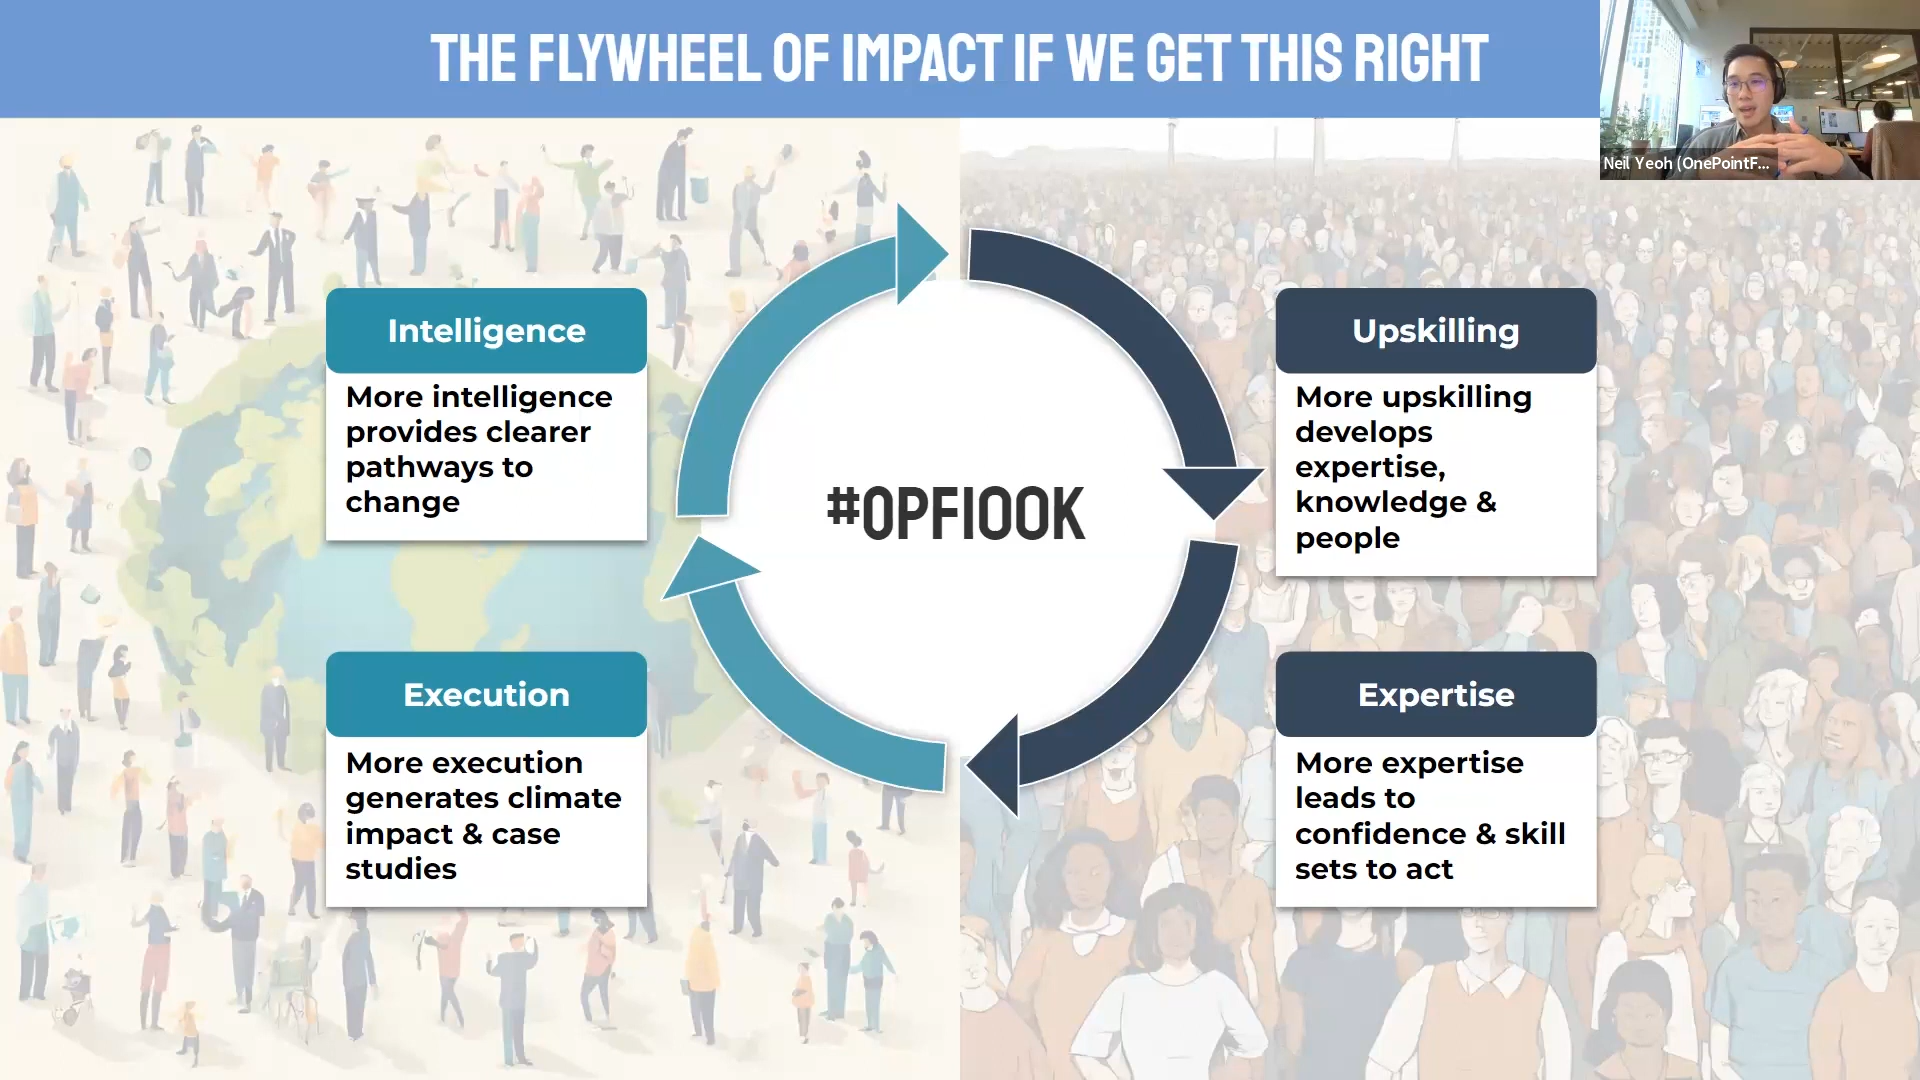 THE FLYWHEEL OF IMPACT IF WE GET THIS RIGHT
Neil Yeoh (OnePointF...
Intelligence
More intelligence
provides clearer
pathways to
change
Upskilling
More upskilling
develops
expertise,
knowledge &
people
#OPF100K
Execution
More execution
generates climate
impact & case
studies
Expertise
More expertise
leads to
confidence & skill
sets to act